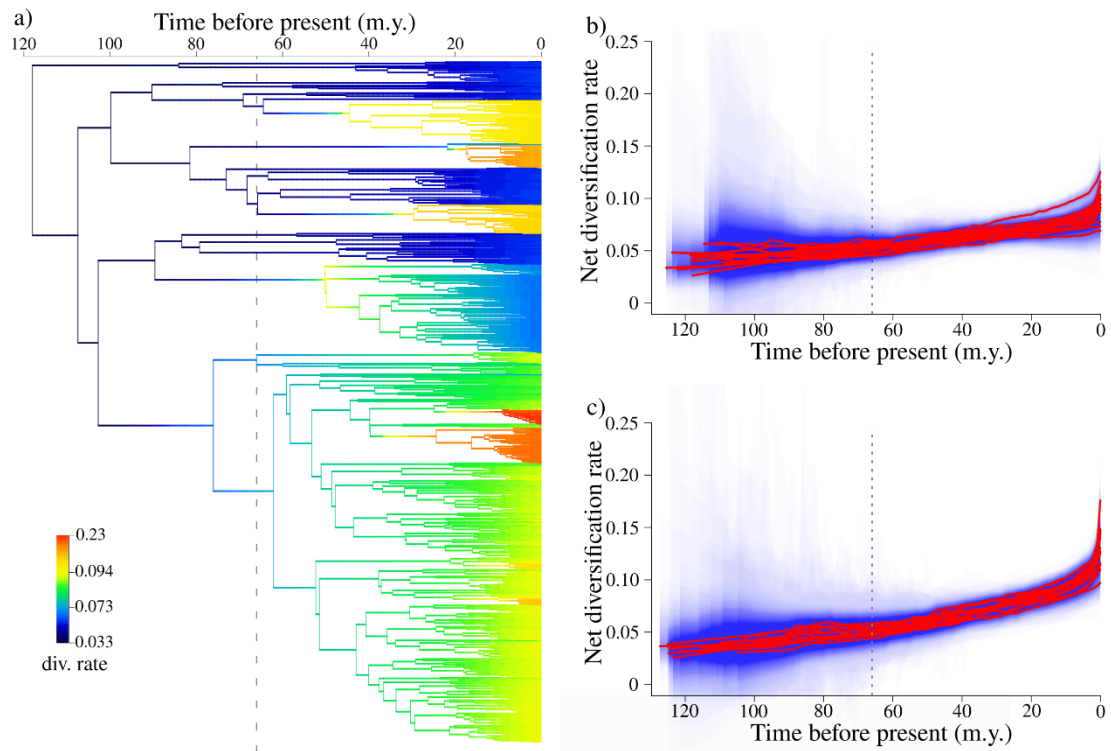 a)
Time before present (m.y.)
120 100 80 60 40 20 0
0.23
0.094
0.073
0.033
div. rate
b)
Net diversification rate
0.25
0.20
0.15
0.10
0.05
0
120 100 80 60 40 20 0
Time before present (m.y.)
c)
Net diversification rate
0.25
0.20
0.15
0.10
0.05
0
120 100 80 60 40 20 0
Time before present (m.y.)